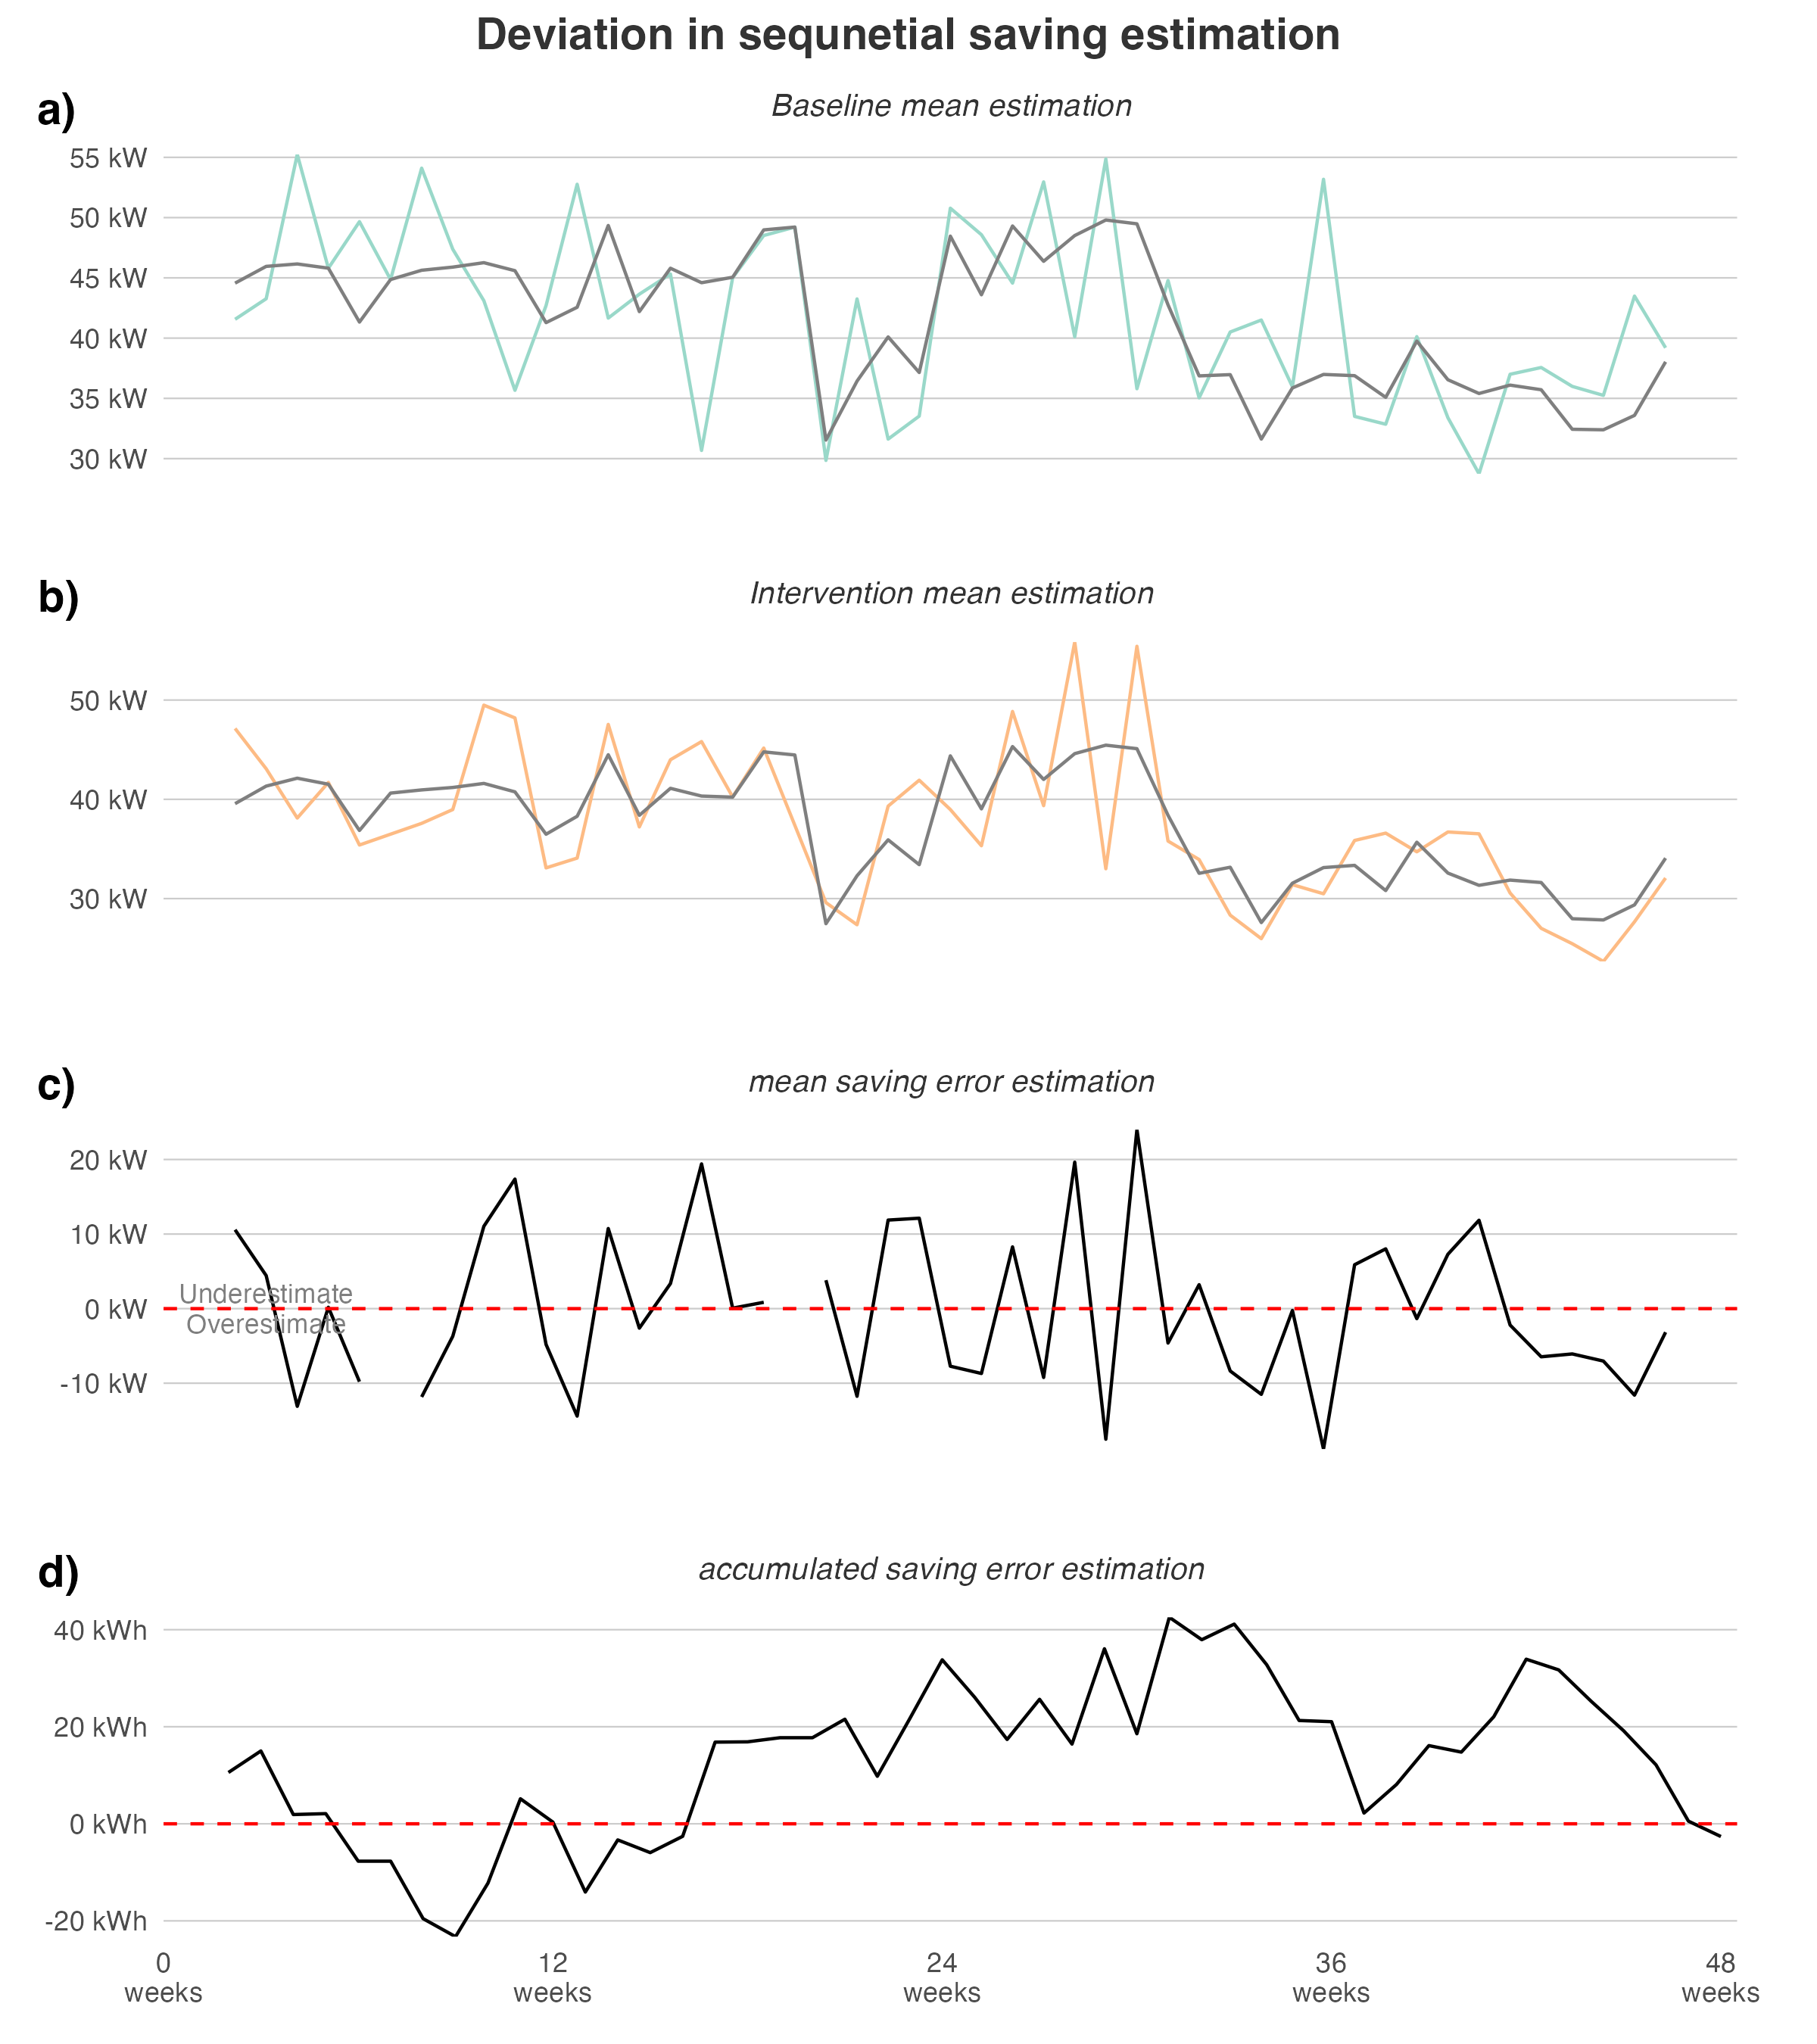 Deviation in sequnetial saving estimation
a)
Baseline mean estimation
55 kW
50 kW
45 kW
40 kW
35 kW
30 kW
b)
Intervention mean estimation
50 kW
40 kW
30 kW
c)
mean saving error estimation
20 kW
10 kW
Underestimate
0 kW
Overestimate
-10 kW
d)
accumulated saving error estimation
40 kWh
20 kWh
0 kWh
-20 kWh
0 12 24 36 48
weeks weeks weeks weeks weeks